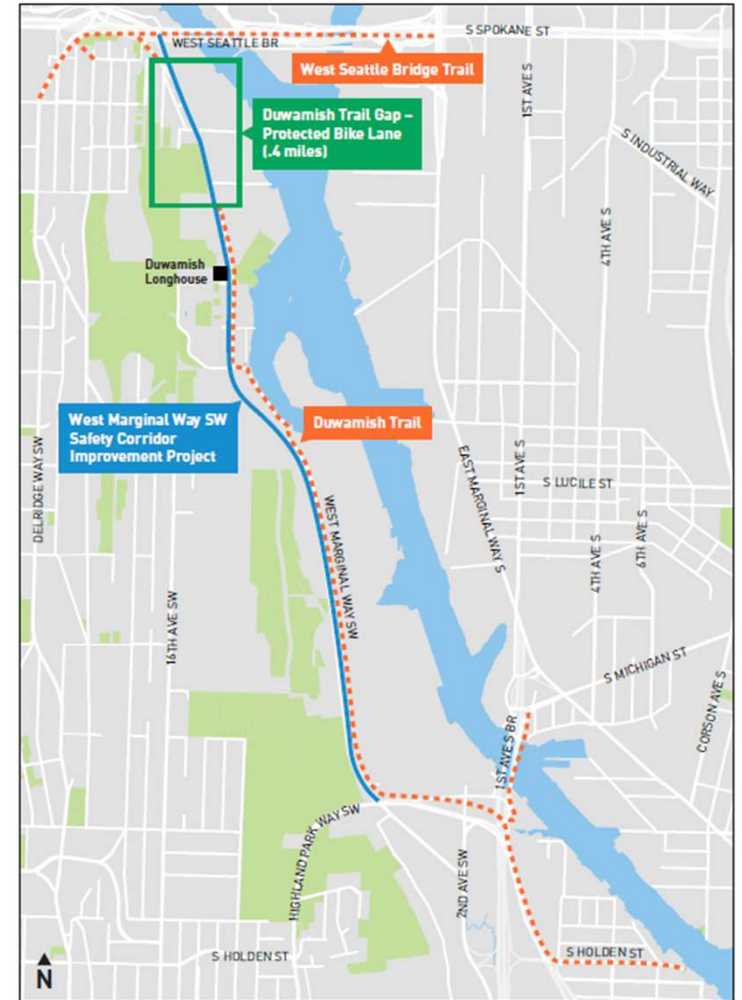 S SPOKANE ST
WEST SEATTLE BR
West Seattle Bridge Trail
1ST AVE S
Duwamish Trail Gap –
Protected Bike Lane
(.4 miles)
S INDUSTRIAL WAY
4TH AVE S
Duwamish
Longhouse
West Marginal Way SW
Safety Corridor
Improvement Project
Duwamish Trail
DELRIDGE WAY SW
EAST MARGINAL WAY S
1ST AVE S
S LUCILE ST
WEST MARGINAL WAY SW
4TH AVE S
6TH AVE S
16TH AVE SW
S MICHIGAN ST
CORSON AVE S
1ST AVE S BR
HIGHLAND PARK WAY SW
2ND AVE SW
S HOLDEN ST
S HOLDEN ST
N